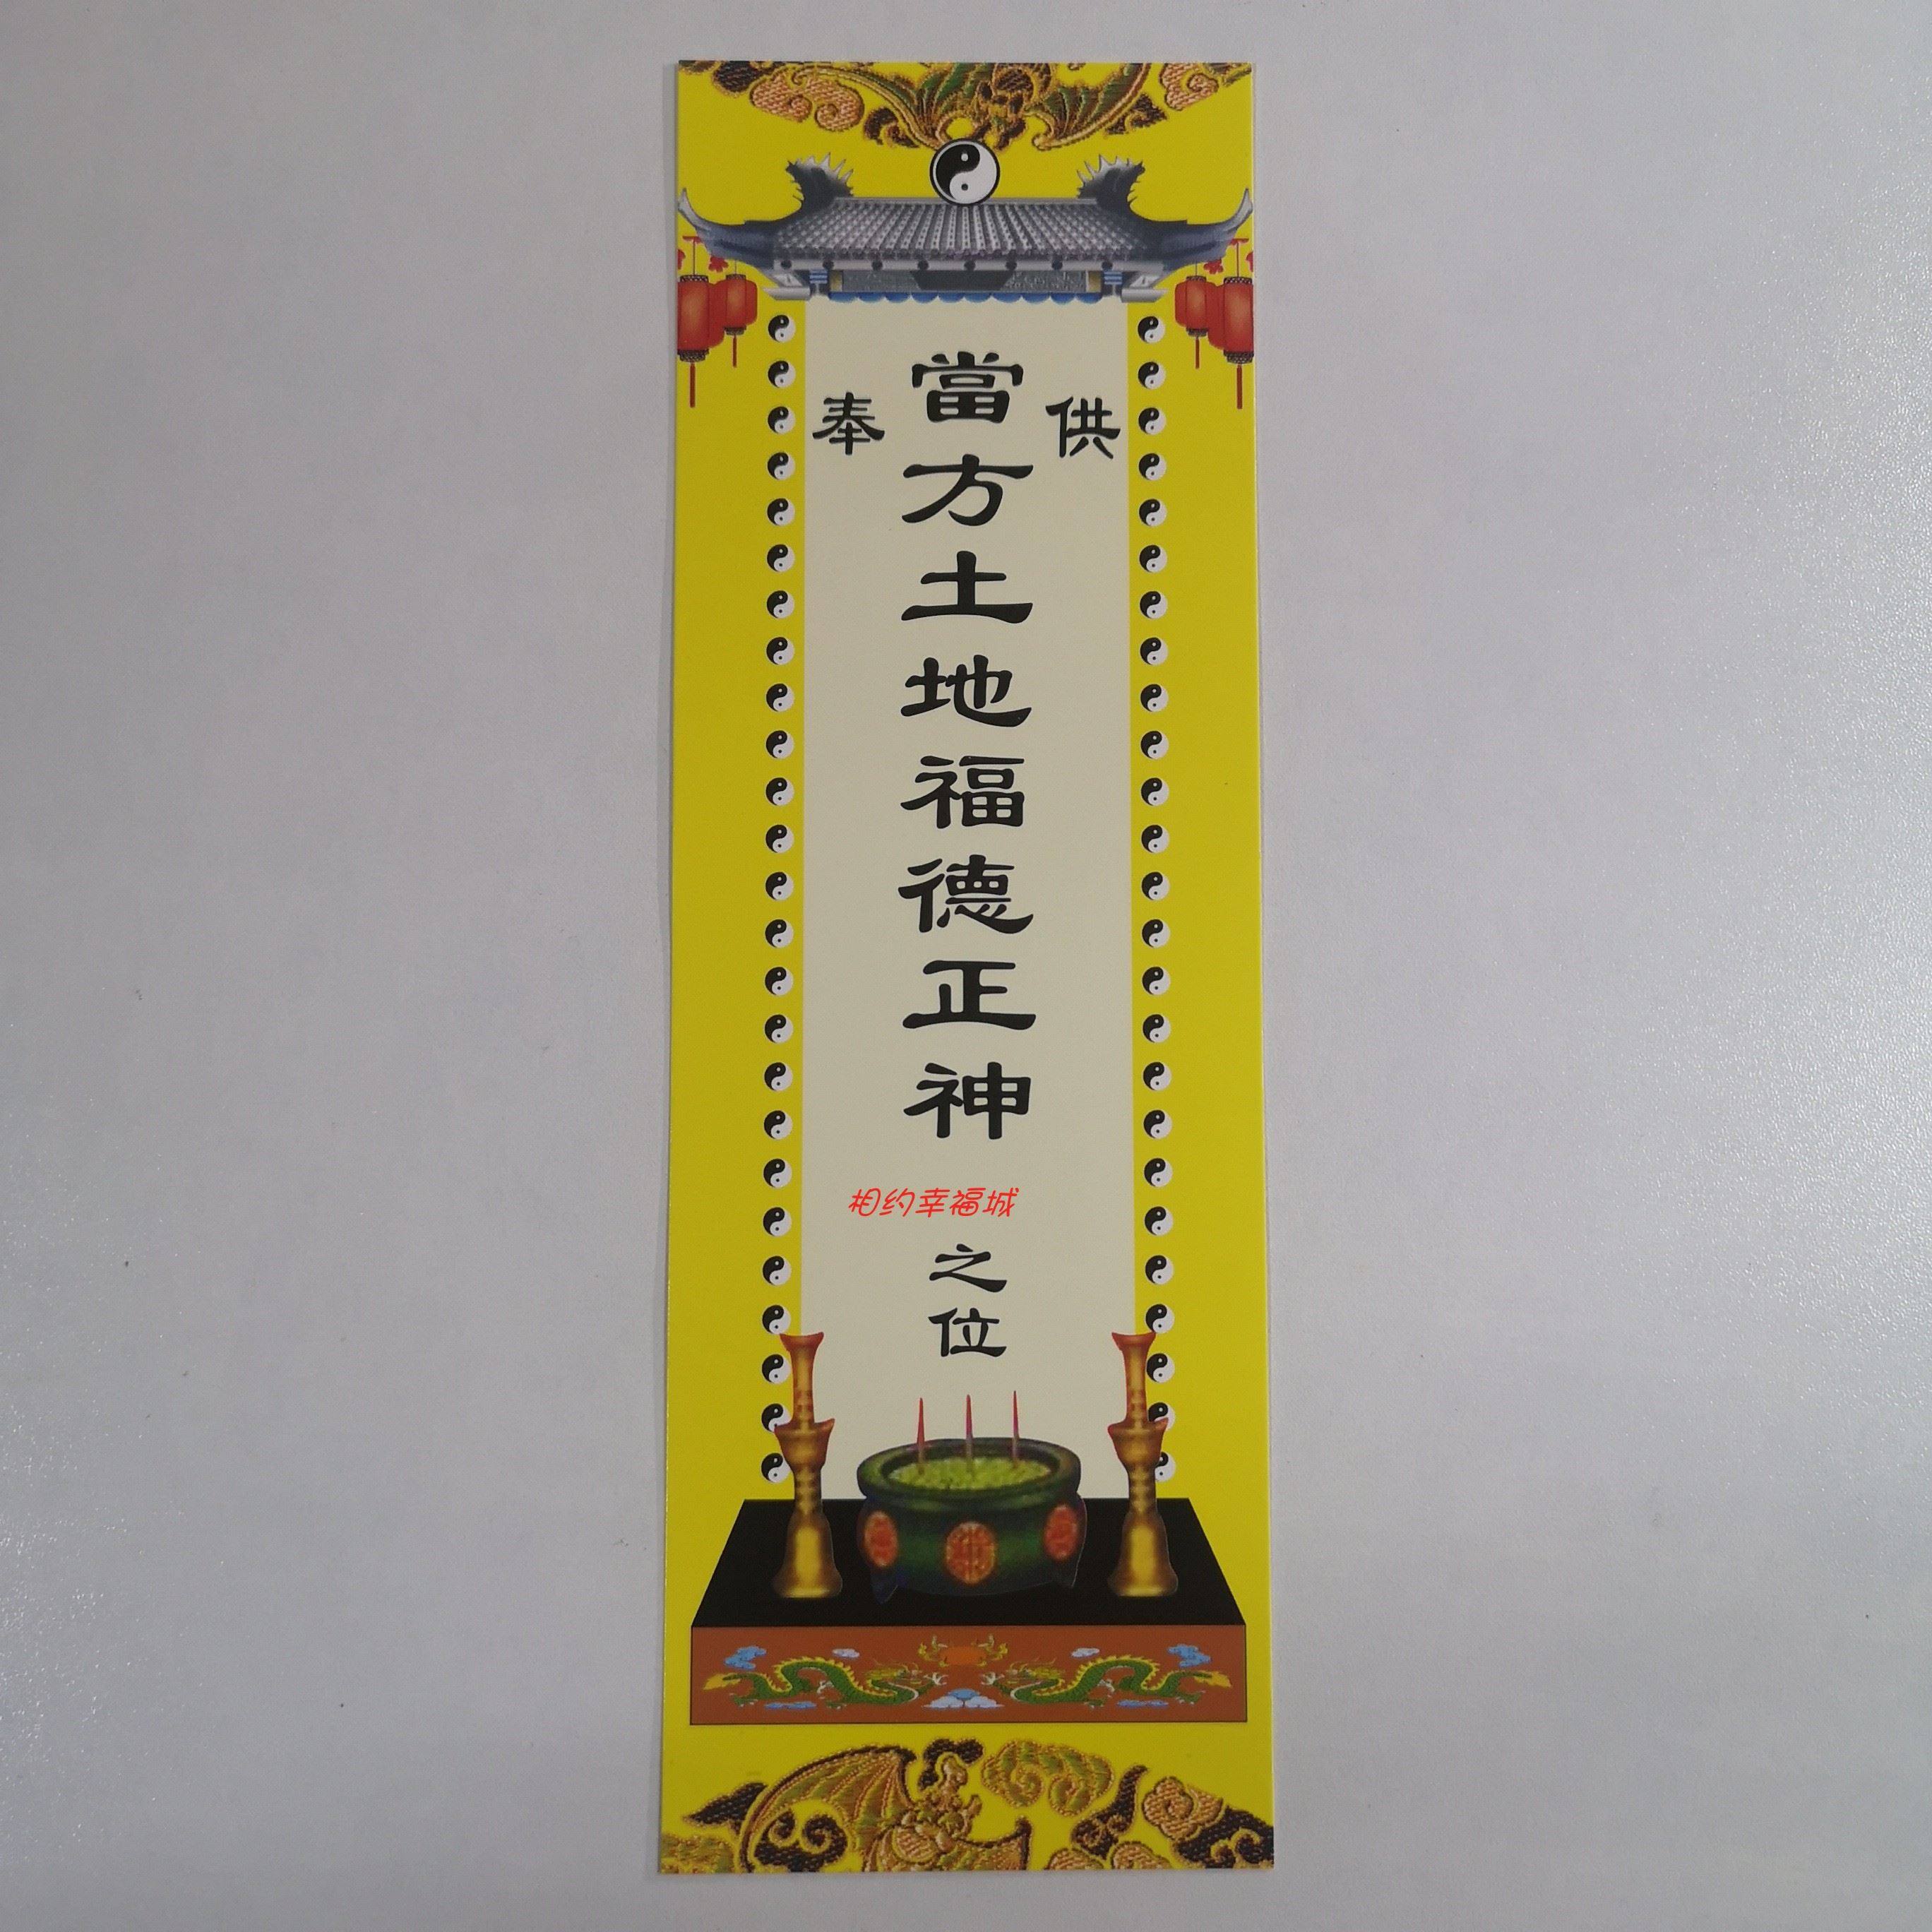 供奉
當方土地福德正神
之位
相约幸福城